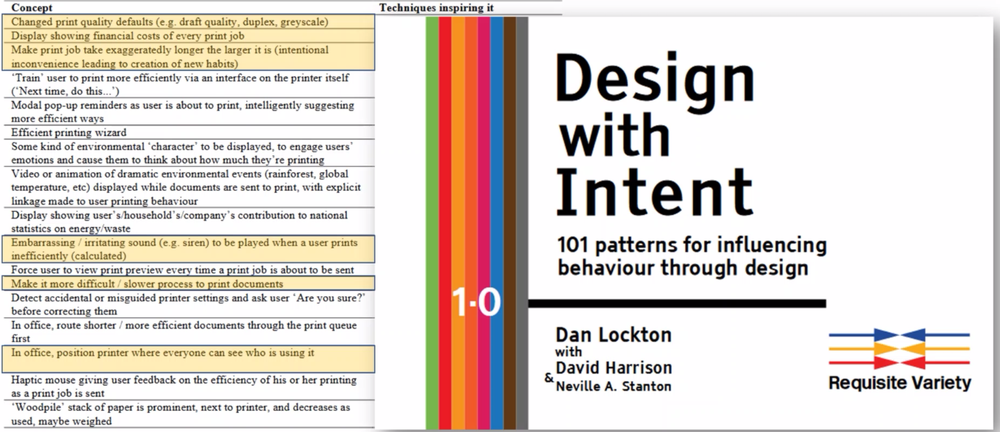 Concept
Techniques inspiring it
Changed print quality defaults (e.g. draft quality, duplex, greyscale)
Display showing financial costs of every print job
Make print job take exaggeratedly longer the larger it is (intentional
inconvenience leading to creation of new habits)
‘Train’ user to print more efficiently via an interface on the printer itself
(‘Next time, do this...’)
Modal pop-up reminders as user is about to print, intelligently suggesting
more efficient ways
Efficient printing wizard
Some kind of environmental ‘character’ to be displayed, to engage users’
emotions and cause them to think about how much they’re printing
Video or animation of dramatic environmental events (rainforest, global
temperature, etc) displayed while documents are sent to print, with explicit
linkage made to user printing behaviour
Display showing user’s/household’s/company’s contribution to national
statistics on energy/waste
Embarrassing / irritating sound (e.g. siren) to be played when a user prints
inefficiently (calculated)
Force user to view print preview every time a print job is about to be sent
Make it more difficult / slower process to print documents
Detect accidental or misguided printer settings and ask user ‘Are you sure?’
before correcting them
In office, route shorter / more efficient documents through the print queue
first
In office, position printer where everyone can see who is using it
Haptic mouse giving user feedback on the efficiency of his or her printing
as a print job is sent
‘Woodpile’ stack of paper is prominent, next to printer, and decreases as
used, maybe weighed
Design
with
Intent
101 patterns for influencing
behaviour through design
1·0
Dan Lockton
with
David Harrison
& Neville A. Stanton
Requisite Variety